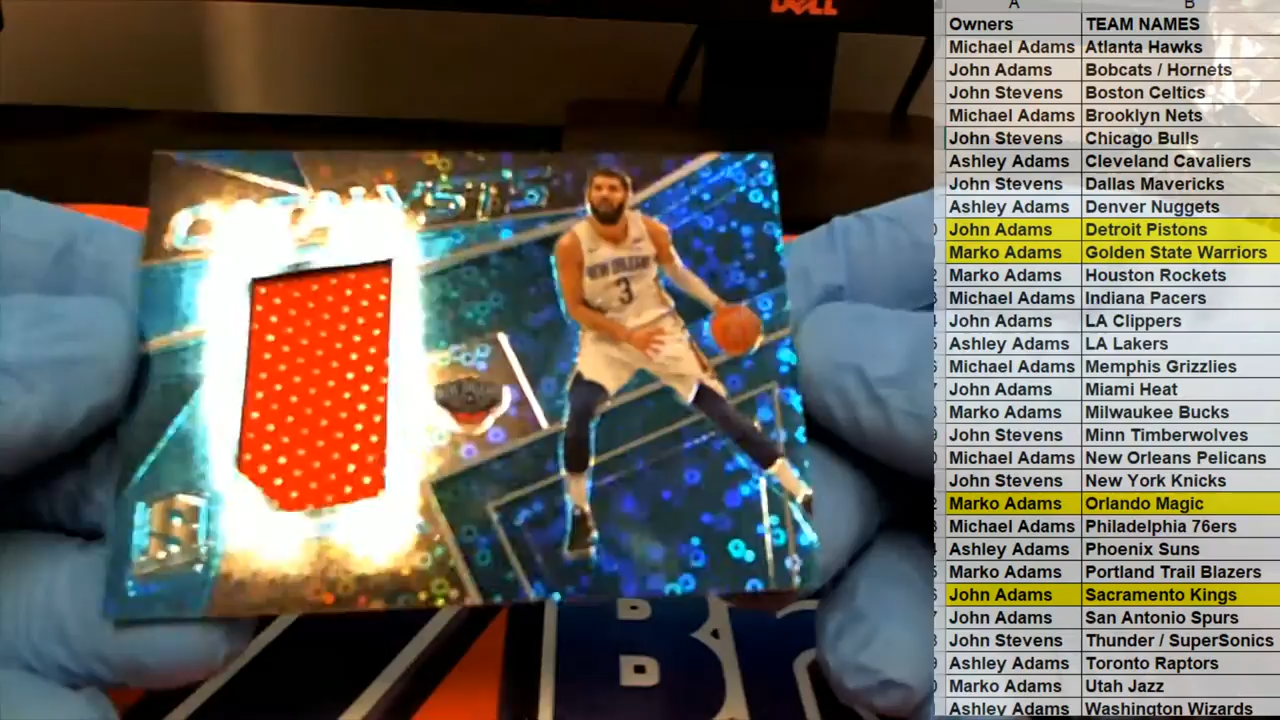 DELL
CATALYSTS
NEW ORLEANS
3
B
A B
Owners TEAM NAMES
Michael Adams Atlanta Hawks
John Adams Bobcats / Hornets
John Stevens Boston Celtics
Michael Adams Brooklyn Nets
John Stevens Chicago Bulls
Ashley Adams Cleveland Cavaliers
John Stevens Dallas Mavericks
Ashley Adams Denver Nuggets
John Adams Detroit Pistons
Marko Adams Golden State Warriors
Marko Adams Houston Rockets
Michael Adams Indiana Pacers
John Adams LA Clippers
Ashley Adams LA Lakers
Michael Adams Memphis Grizzlies
John Adams Miami Heat
Marko Adams Milwaukee Bucks
John Stevens Minn Timberwolves
Michael Adams New Orleans Pelicans
John Stevens New York Knicks
Marko Adams Orlando Magic
Michael Adams Philadelphia 76ers
Ashley Adams Phoenix Suns
Marko Adams Portland Trail Blazers
John Adams Sacramento Kings
John Adams San Antonio Spurs
John Stevens Thunder / SuperSonics
Ashley Adams Toronto Raptors
Marko Adams Utah Jazz
Ashley Adams Washington Wizards